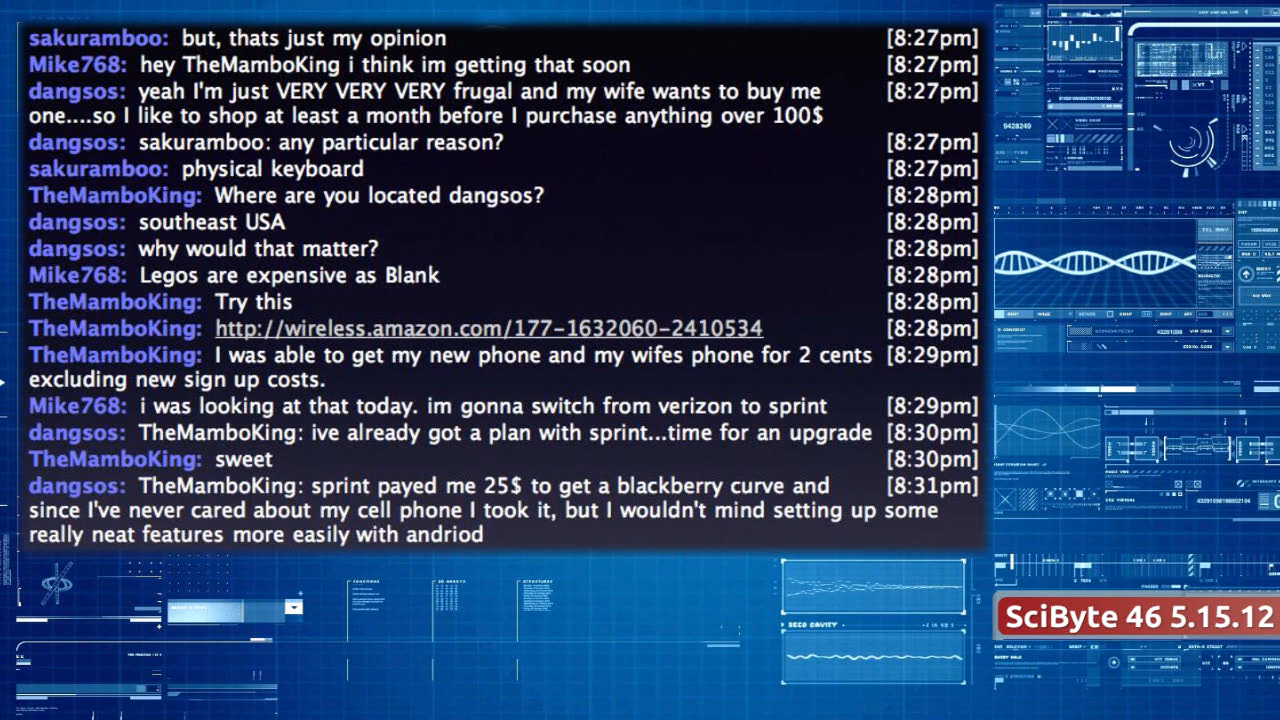 sakuramboo: but, thats just my opinion [8:27pm]
Mike768: hey TheMamboKing i think im getting that soon [8:27pm]
dangsos: yeah I'm just VERY VERY VERY frugal and my wife wants to buy me [8:27pm]
one....so I like to shop at least a month before I purchase anything over 100$
dangsos: sakuramboo: any particular reason? [8:27pm]
sakuramboo: physical keyboard [8:27pm]
TheMamboKing: Where are you located dangsos? [8:28pm]
dangsos: southeast USA [8:28pm]
dangsos: why would that matter? [8:28pm]
Mike768: Legos are expensive as Blank [8:28pm]
TheMamboKing: Try this [8:28pm]
TheMamboKing: http://wireless.amazon.com/177-1632060-2410534 [8:28pm]
TheMamboKing: I was able to get my new phone and my wifes phone for 2 cents [8:29pm]
excluding new sign up costs.
Mike768: i was looking at that today. im gonna switch from verizon to sprint [8:29pm]
dangsos: TheMamboKing: ive already got a plan with sprint...time for an upgrade [8:30pm]
TheMamboKing: sweet [8:30pm]
dangsos: TheMamboKing: sprint payed me 25$ to get a blackberry curve and [8:31pm]
since I've never cared about my cell phone I took it, but I wouldn't mind setting up some
really neat features more easily with andriod
9428249
SciByte 46 5.15.12